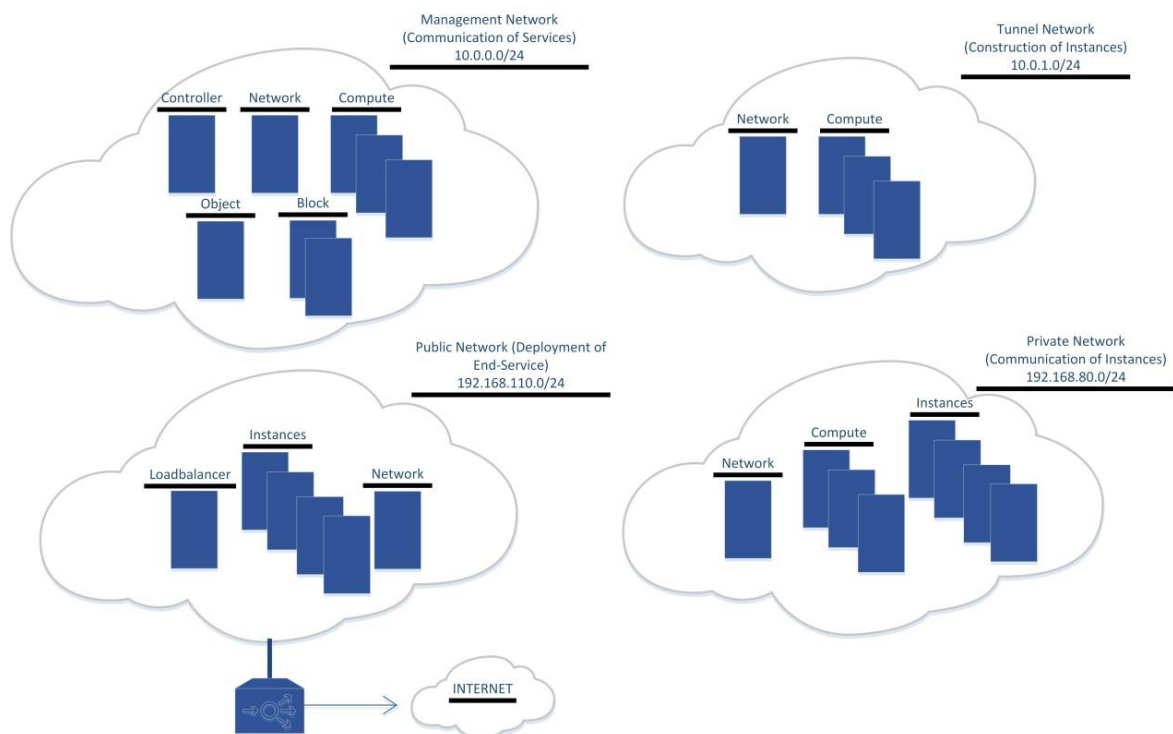 Management Network
(Communication of Services)
10.0.0.0/24
Controller
Network
Compute
Object
Block
Tunnel Network
(Construction of Instances)
10.0.1.0/24
Network
Compute
Public Network (Deployment of
End-Service)
192.168.110.0/24
Instances
Loadbalancer
Network
INTERNET
Private Network
(Communication of Instances)
192.168.80.0/24
Instances
Compute
Network